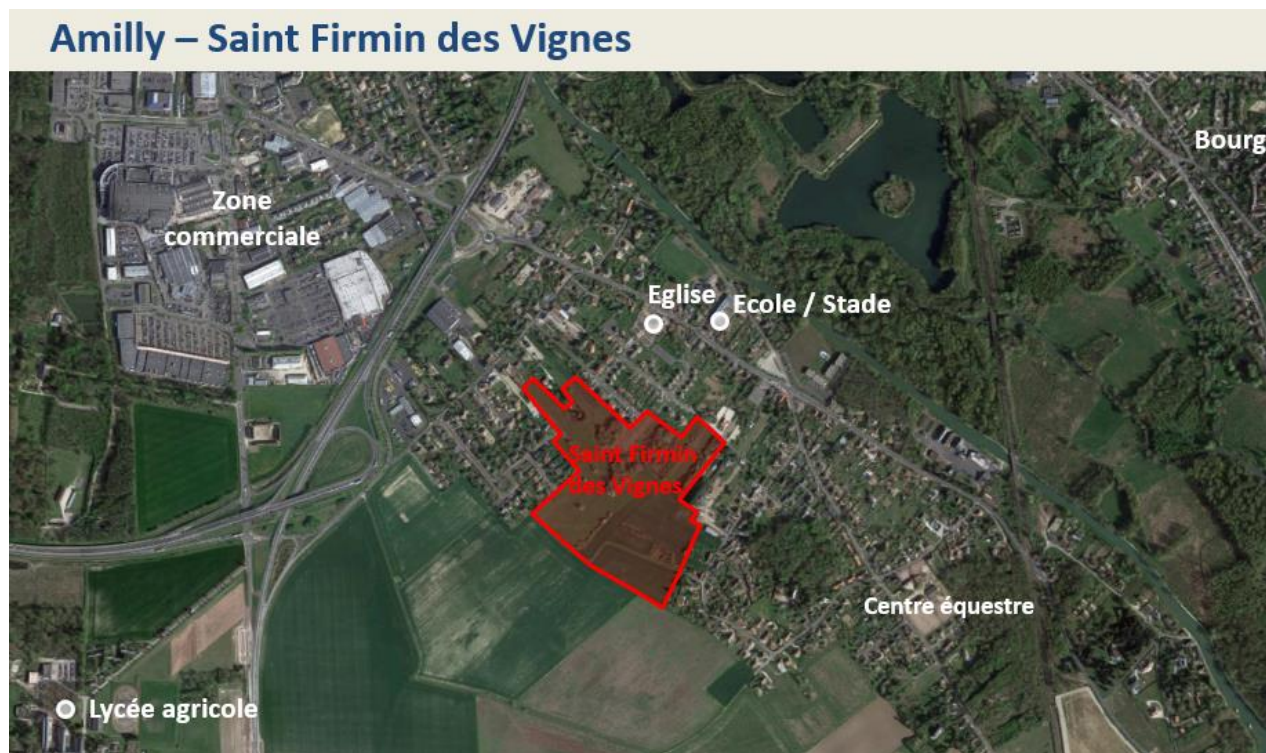 Amilly – Saint Firmin des Vignes
Bourg
Zone
commerciale
Eglise
Ecole / Stade
Saint Firmin
des Vignes
Centre équestre
Lycée agricole